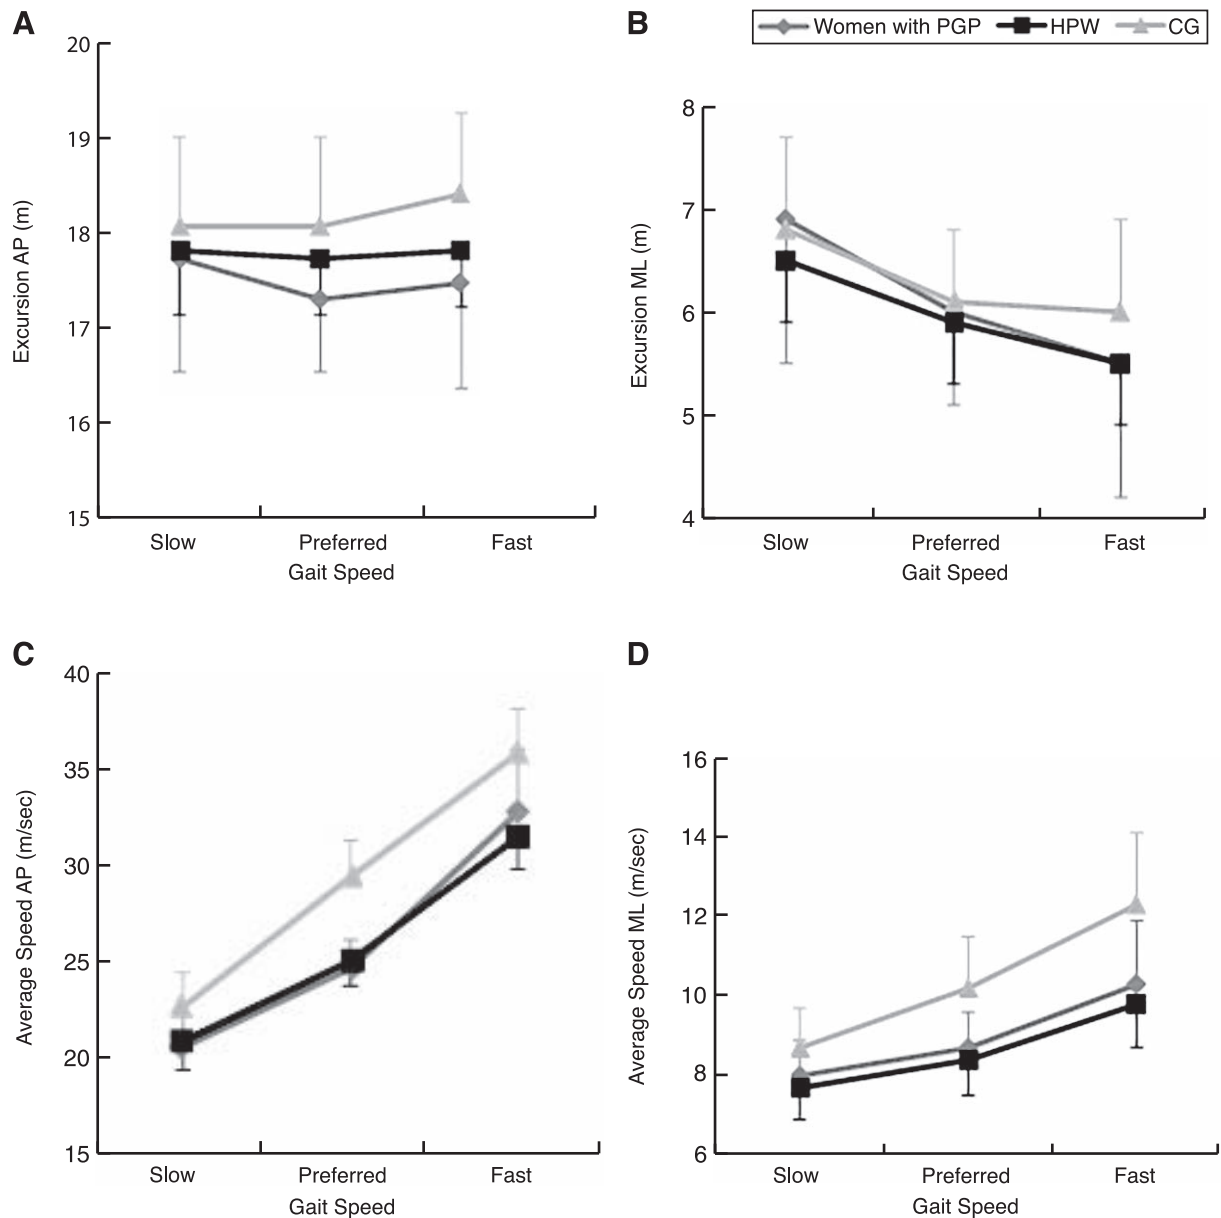 A
B
Women with PGP HPW CG
20
19
18
17
16
15
Excursion AP (m)
Slow Preferred Fast
Gait Speed
8
7
6
5
4
Excursion ML (m)
Slow Preferred Fast
Gait Speed
C
D
40
35
30
25
20
15
Average Speed AP (m/sec)
Slow Preferred Fast
Gait Speed
16
14
12
10
8
6
Average Speed ML (m/sec)
Slow Preferred Fast
Gait Speed